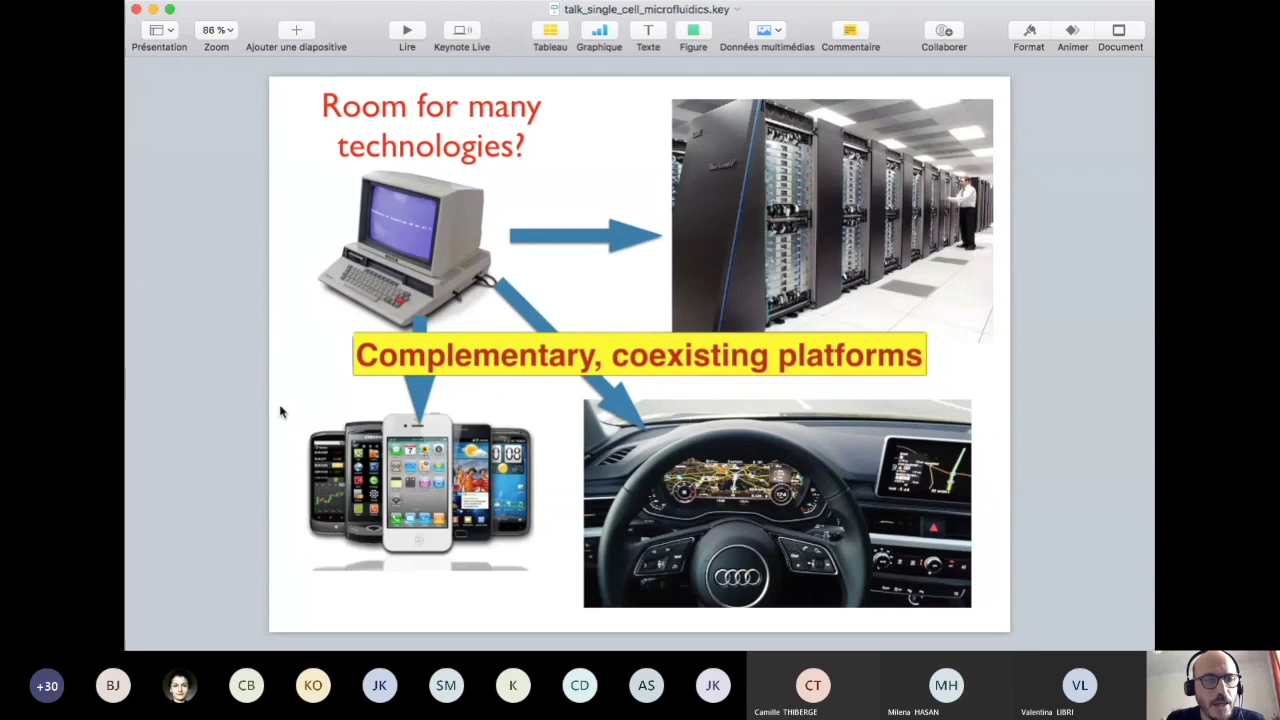 talk_single_cell_microfluidics.key
86 %
Présentation
Zoom
Ajouter une diapositive
Lire
Keynote Live
Tableau
Graphique
Texte
Figure
Données multimédias
Commentaire
Collaborer
Format
Animer
Document
Room for many
technologies?
Complementary, coexisting platforms
+30
BJ
CB
KO
JK
SM
K
CD
AS
JK
CT
MH
VL
Camille THIBERGE
Milena HASAN
Valentina LIBRI